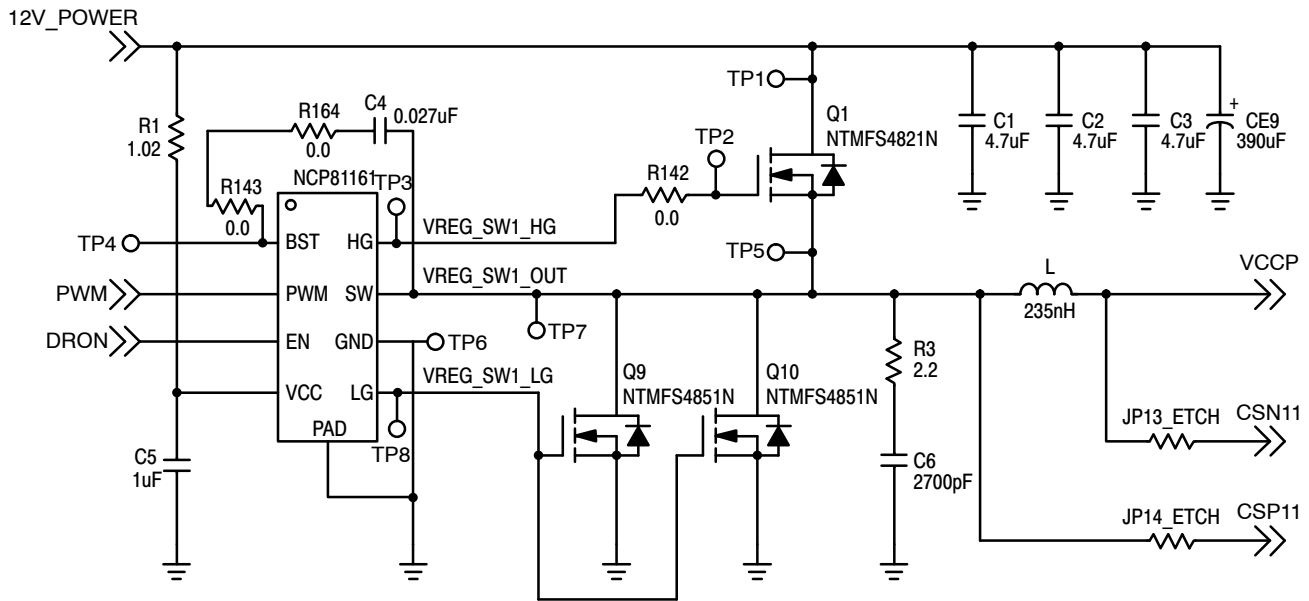 12V_POWER
TP1
R164
C4
0.027uF
Q1
NTMFS4821N
R1
1.02
0.0
TP2
C1
4.7uF
C2
4.7uF
C3
4.7uF
+
CE9
390uF
NCP81161
TP3
R143
0.0
R142
0.0
TP4
BST
HG
VREG_SW1_HG
TP5
VREG_SW1_OUT
L
235nH
VCCP
PWM
PWM
SW
TP7
DRON
EN
GND
TP6
R3
2.2
VREG_SW1_LG
Q9
NTMFS4851N
Q10
NTMFS4851N
VCC
LG
JP13_ETCH
CSN11
PAD
TP8
C5
1uF
C6
2700pF
JP14_ETCH
CSP11